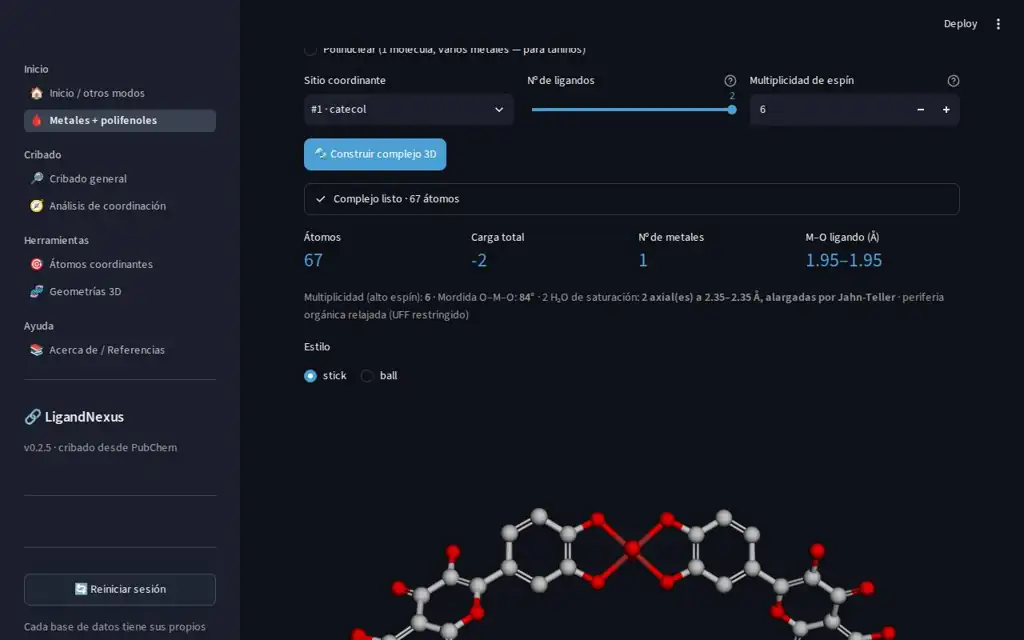 Deploy
Inicio
Inicio / otros modos
Metales + polifenoles
Cribado
Cribado general
Análisis de coordinación
Herramientas
Átomos coordinantes
Geometrías 3D
Ayuda
Acerca de / Referencias
LigandNexus
v0.2.5 · cribado desde PubChem
Reiniciar sesión
Cada base de datos tiene sus propios
Polinuclear (1 molécula, varios metales — para taninos)
Sitio coordinante
Nº de ligandos
Multiplicidad de espín
2
#1 · catecol
6
Construir complejo 3D
Complejo listo · 67 átomos
Átomos
Carga total
Nº de metales
M–O ligando (Å)
67
-2
1
1.95–1.95
Multiplicidad (alto espín): 6 · Mordida O–M–O: 84° · 2 H₂O de saturación: 2 axial(es) a 2.35–2.35 Å, alargadas por Jahn-Teller · periferia
orgánica relajada (UFF restringido)
Estilo
stick
ball